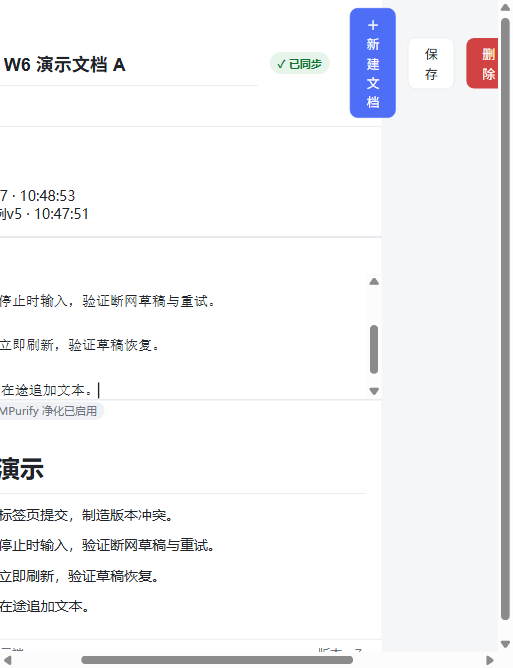 W6 演示文档 A
✓ 已同步
＋
新
建
文
档
保
存
删
除
7 · 10:48:53
v5 · 10:47:51
停止时输入，验证断网草稿与重试。
立即刷新，验证草稿恢复。
在途追加文本。
MPurify 净化已启用
演示
标签页提交，制造版本冲突。
停止时输入，验证断网草稿与重试。
立即刷新，验证草稿恢复。
在途追加文本。